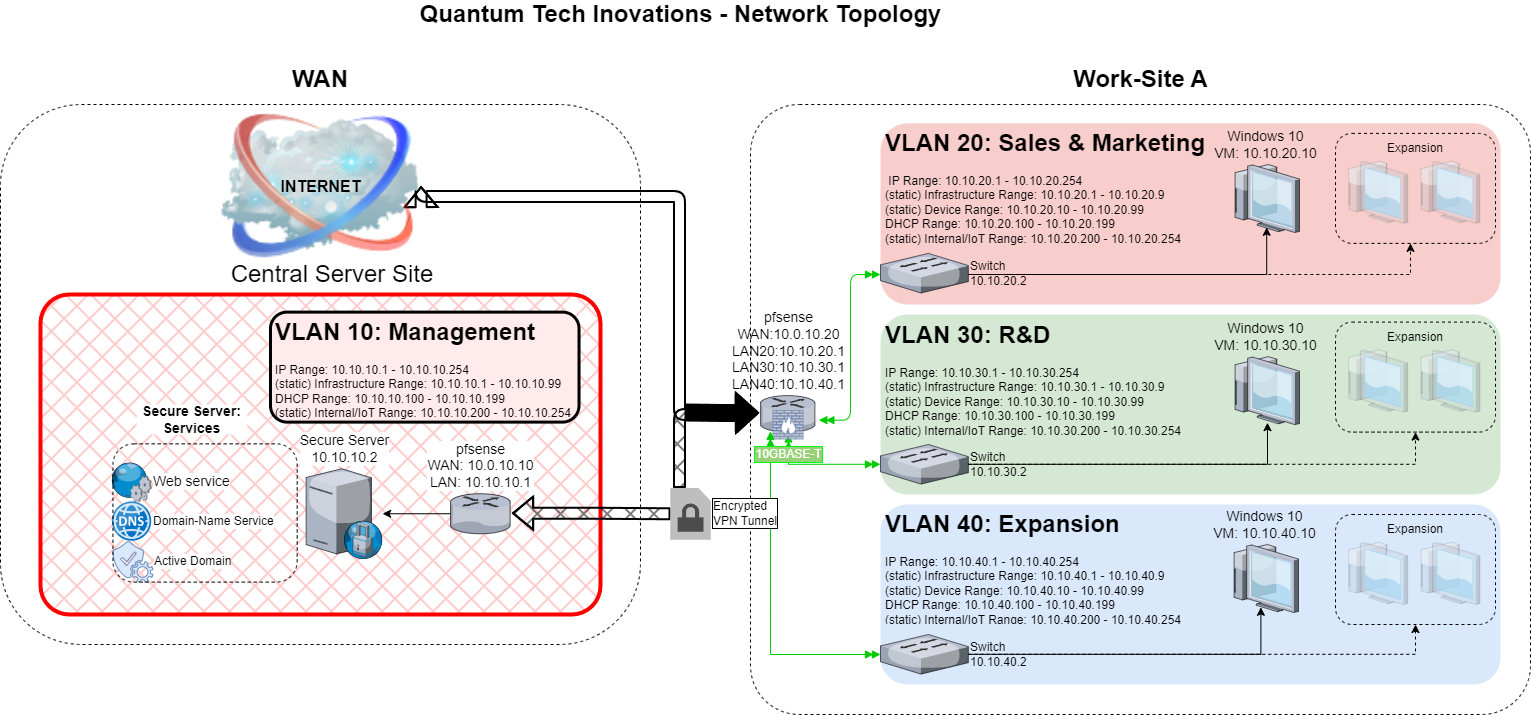 Quantum Tech Inovations - Network Topology
WAN
INTERNET
Central Server Site
VLAN 10: Management
IP Range: 10.10.10.1 - 10.10.10.254
(static) Infrastructure Range: 10.10.10.1 - 10.10.10.99
DHCP Range: 10.10.10.100 - 10.10.10.199
(static) Internal/IoT Range: 10.10.10.200 - 10.10.10.254
Secure Server:
Services
Web service
DNS
Domain-Name Service
Active Domain
Secure Server
10.10.10.2
pfsense
WAN: 10.0.10.10
LAN: 10.10.10.1
Encrypted
VPN Tunnel
Work-Site A
pfsense
WAN:10.0.10.20
LAN20:10.10.20.1
LAN30:10.10.30.1
LAN40:10.10.40.1
10GBASE-T
VLAN 20: Sales & Marketing
IP Range: 10.10.20.1 - 10.10.20.254
(static) Infrastructure Range: 10.10.20.1 - 10.10.20.9
(static) Device Range: 10.10.20.10 - 10.10.20.99
DHCP Range: 10.10.20.100 - 10.10.20.199
(static) Internal/IoT Range: 10.10.20.200 - 10.10.20.254
Switch
10.10.20.2
Windows 10
VM: 10.10.20.10
Expansion
VLAN 30: R&D
IP Range: 10.10.30.1 - 10.10.30.254
(static) Infrastructure Range: 10.10.30.1 - 10.10.30.9
(static) Device Range: 10.10.30.10 - 10.10.30.99
DHCP Range: 10.10.30.100 - 10.10.30.199
(static) Internal/IoT Range: 10.10.30.200 - 10.10.30.254
Switch
10.10.30.2
Windows 10
VM: 10.10.30.10
Expansion
VLAN 40: Expansion
IP Range: 10.10.40.1 - 10.10.40.254
(static) Infrastructure Range: 10.10.40.1 - 10.10.40.9
(static) Device Range: 10.10.40.10 - 10.10.40.99
DHCP Range: 10.10.40.100 - 10.10.40.199
(static) Internal/IoT Range: 10.10.40.200 - 10.10.40.254
Switch
10.10.40.2
Windows 10
VM: 10.10.40.10
Expansion